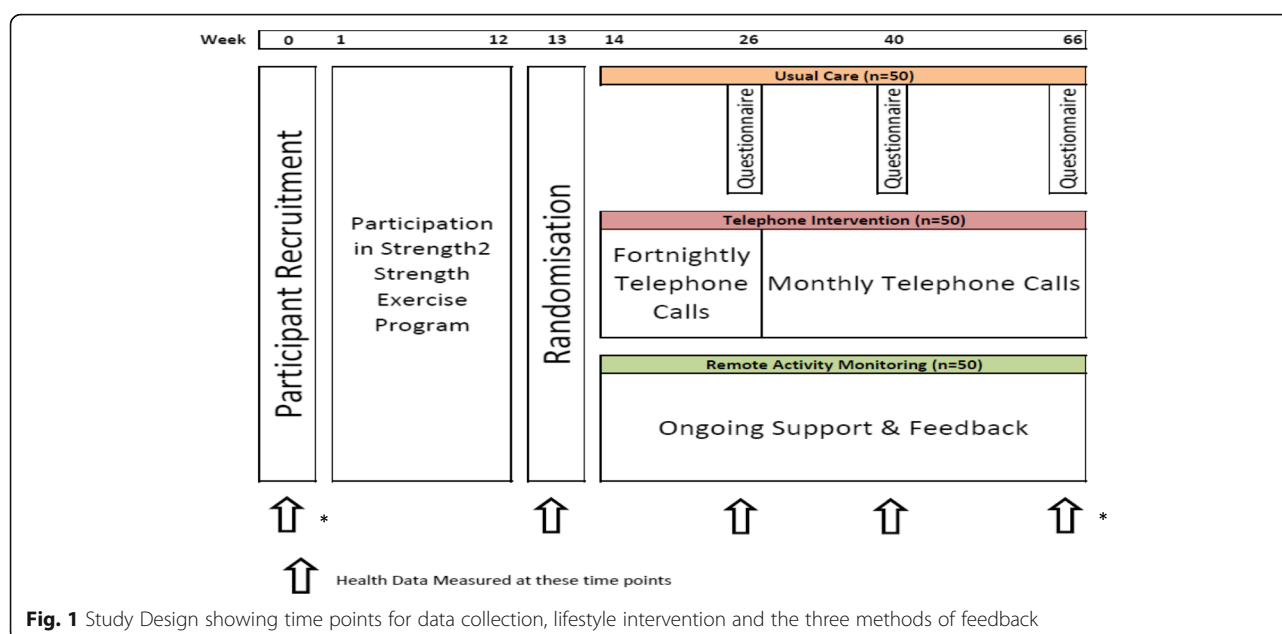 Week 0 1 12 13 14 26 40 66
Participant Recruitment
Participation
in Strength2
Strength
Exercise
Program
Randomisation
Usual Care (n=50)
Questionnaire
Questionnaire
Questionnaire
Telephone Intervention (n=50)
Fortnightly
Telephone
Calls
Monthly Telephone Calls
Remote Activity Monitoring (n=50)
Ongoing Support & Feedback
* *
Health Data Measured at these time points
Fig. 1 Study Design showing time points for data collection, lifestyle intervention and the three methods of feedback